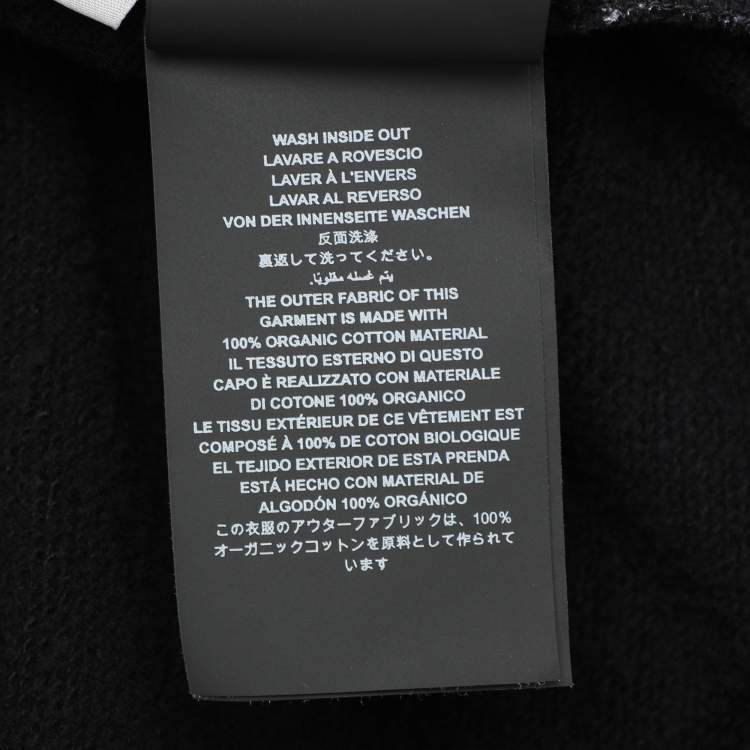 WASH INSIDE OUT
LAVARE A ROVESCIO
LAVER À L'ENVERS
LAVAR AL REVERSO
VON DER INNENSEITE WASCHEN
反面洗涤
裏返して洗ってください。
يتم غسله مقلوبًا.
THE OUTER FABRIC OF THIS
GARMENT IS MADE WITH
100% ORGANIC COTTON MATERIAL
IL TESSUTO ESTERNO DI QUESTO
CAPO È REALIZZATO CON MATERIALE
DI COTONE 100% ORGANICO
LE TISSU EXTÉRIEUR DE CE VÊTEMENT EST
COMPOSÉ À 100% DE COTON BIOLOGIQUE
EL TEJIDO EXTERIOR DE ESTA PRENDA
ESTÁ HECHO CON MATERIAL DE
ALGODÓN 100% ORGÁNICO
この衣服のアウターファブリックは、100%
オーガニックコットンを原料として作られて
います